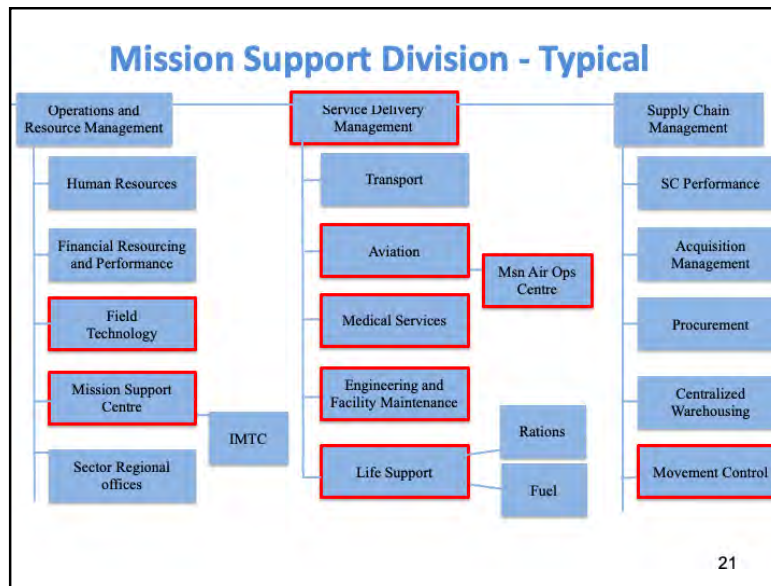 Mission Support Division - Typical
Operations and
Resource Management
Human Resources
Financial Resourcing
and Performance
Field
Technology
Mission Support
Centre
IMTC
Sector Regional
offices
Service Delivery
Management
Transport
Aviation
Msn Air Ops
Centre
Medical Services
Engineering and
Facility Maintenance
Life Support
Rations
Fuel
Supply Chain
Management
SC Performance
Acquisition
Management
Procurement
Centralized
Warehousing
Movement Control
21